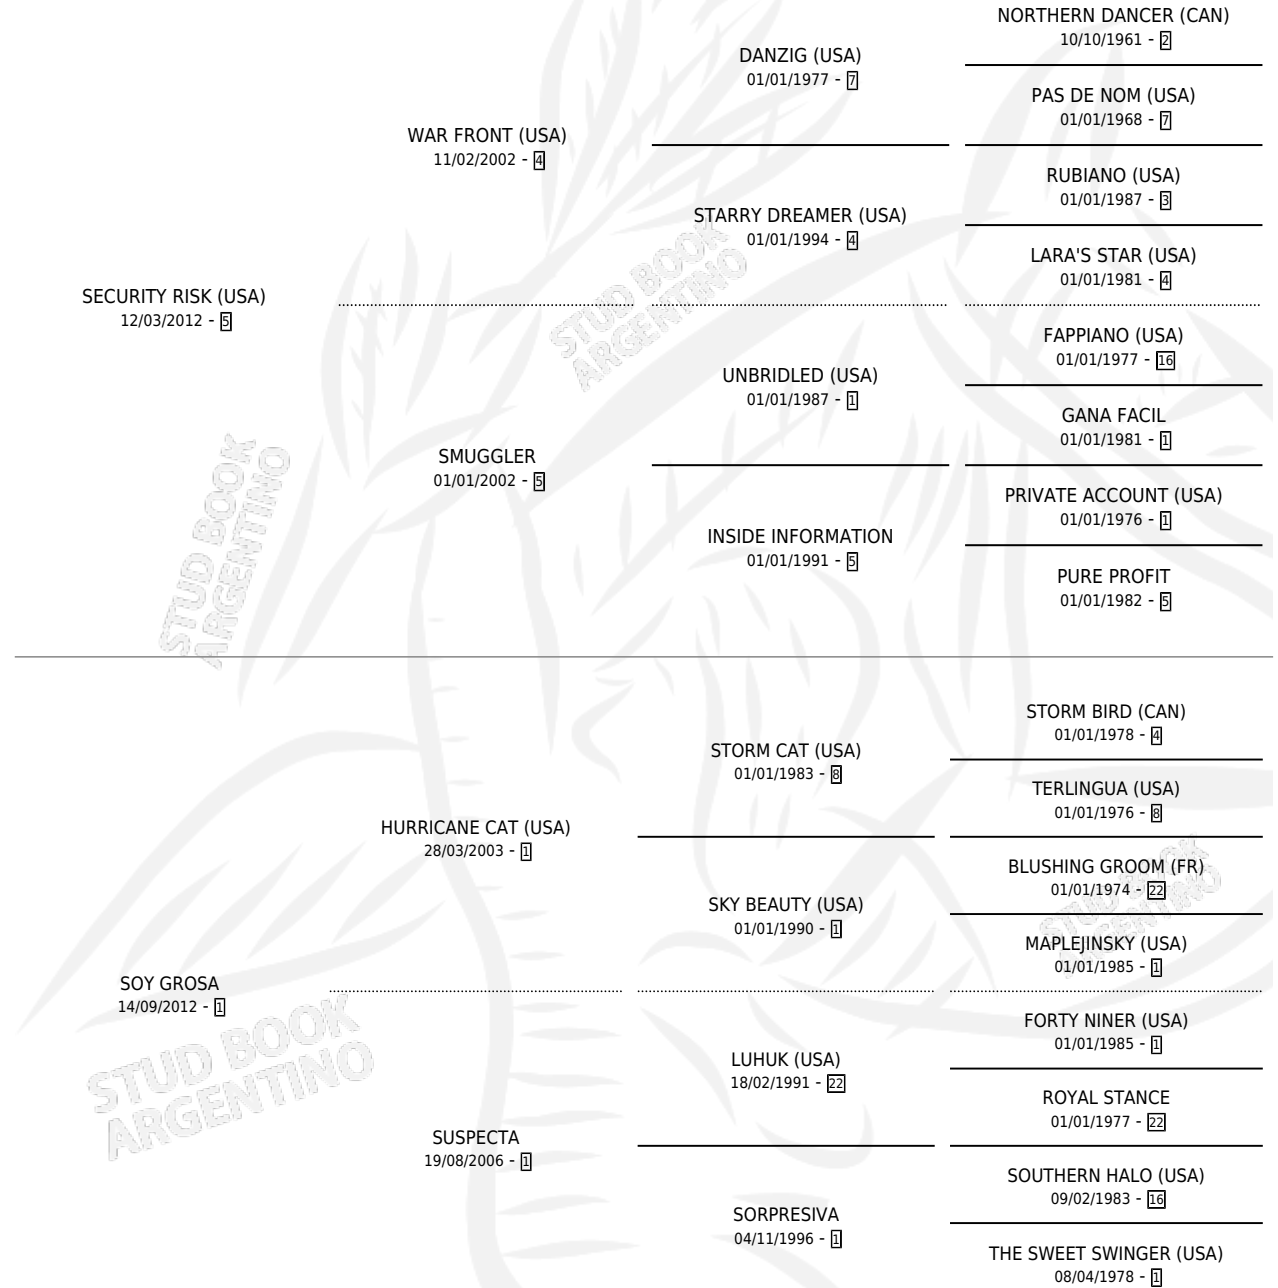 NORTHERN DANCER (CAN)
10/10/1961 - 2
DANZIG (USA)
01/01/1977 - 7
PAS DE NOM (USA)
01/01/1968 - 7
WAR FRONT (USA)
11/02/2002 - 4
RUBIANO (USA)
01/01/1987 - 3
STARRY DREAMER (USA)
01/01/1994 - 4
LARA'S STAR (USA)
01/01/1981 - 4
SECURITY RISK (USA)
12/03/2012 - 5
FAPPIANO (USA)
01/01/1977 - 16
UNBRIDLED (USA)
01/01/1987 - 1
GANA FACIL
01/01/1981 - 1
SMUGGLER
01/01/2002 - 5
PRIVATE ACCOUNT (USA)
01/01/1976 - 1
INSIDE INFORMATION
01/01/1991 - 5
PURE PROFIT
01/01/1982 - 5
STORM BIRD (CAN)
01/01/1978 - 4
STORM CAT (USA)
01/01/1983 - 8
TERLINGUA (USA)
01/01/1976 - 8
HURRICANE CAT (USA)
28/03/2003 - 1
BLUSHING GROOM (FR)
01/01/1974 - 22
SKY BEAUTY (USA)
01/01/1990 - 1
MAPLEJINSKY (USA)
01/01/1985 - 1
SOY GROSA
14/09/2012 - 1
FORTY NINER (USA)
01/01/1985 - 1
LUHUK (USA)
18/02/1991 - 22
ROYAL STANCE
01/01/1977 - 22
SUSPECTA
19/08/2006 - 1
SOUTHERN HALO (USA)
09/02/1983 - 16
SORPRESIVA
04/11/1996 - 1
THE SWEET SWINGER (USA)
08/04/1978 - 1
STUD BOOK
ARGENTINO
STUD BOOK
ARGENTINO
STUD BOOK
ARGENTINO
STUD BOOK
ARGENTINO